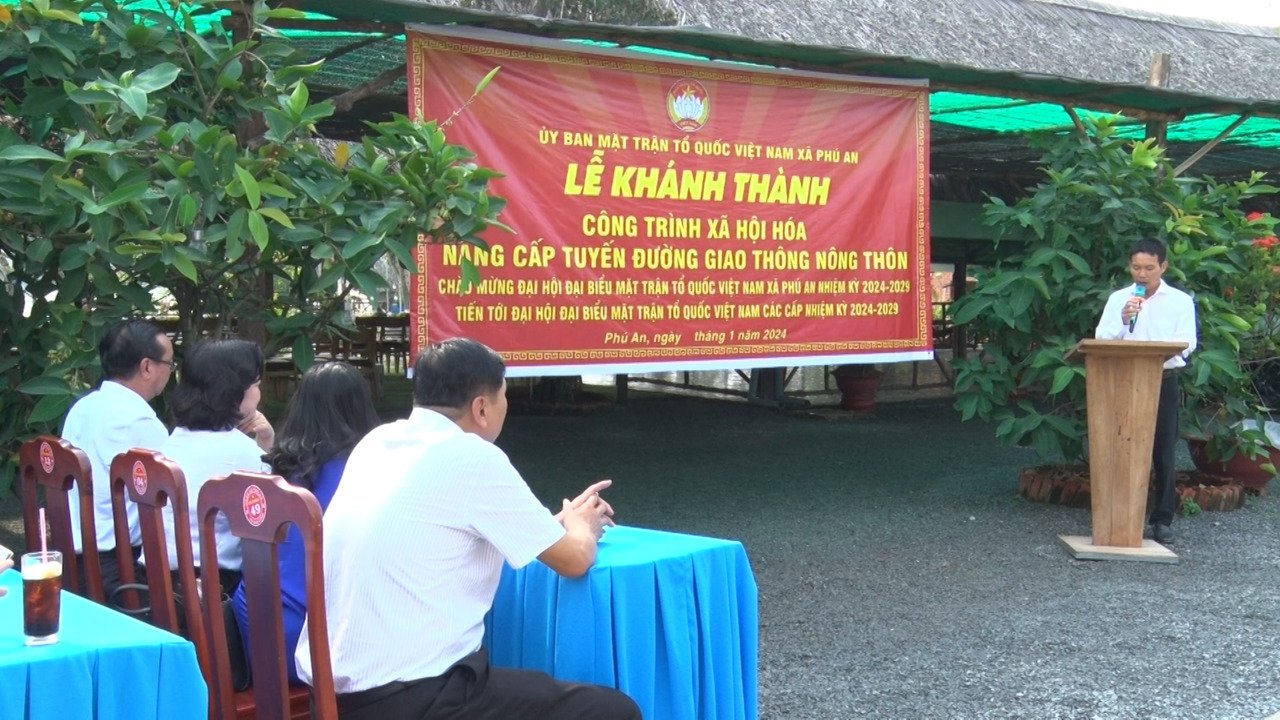 ỦY BAN MẶT TRẬN TỔ QUỐC VIỆT NAM XÃ PHÚ AN
LỄ KHÁNH THÀNH
CÔNG TRÌNH XÃ HỘI HÓA
NÂNG CẤP TUYẾN ĐƯỜNG GIAO THÔNG NÔNG THÔN
CHÀO MỪNG ĐẠI HỘI ĐẠI BIỂU MẶT TRẬN TỔ QUỐC VIỆT NAM XÃ PHÚ AN NHIỆM KỲ 2024-2029
TIẾN TỚI ĐẠI HỘI ĐẠI BIỂU MẶT TRẬN TỔ QUỐC VIỆT NAM CÁC CẤP NHIỆM KỲ 2024-2029
Phú An, ngày tháng 1 năm 2024
13
04
49